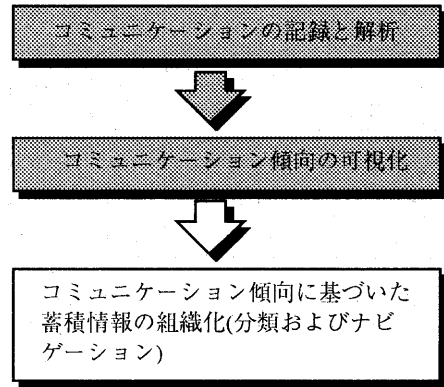 コミュニケーションの記録と解析
コミュニケーション傾向の可視化
コミュニケーション傾向に基づいた
蓄積情報の組織化(分類およびナビ
ゲーション)